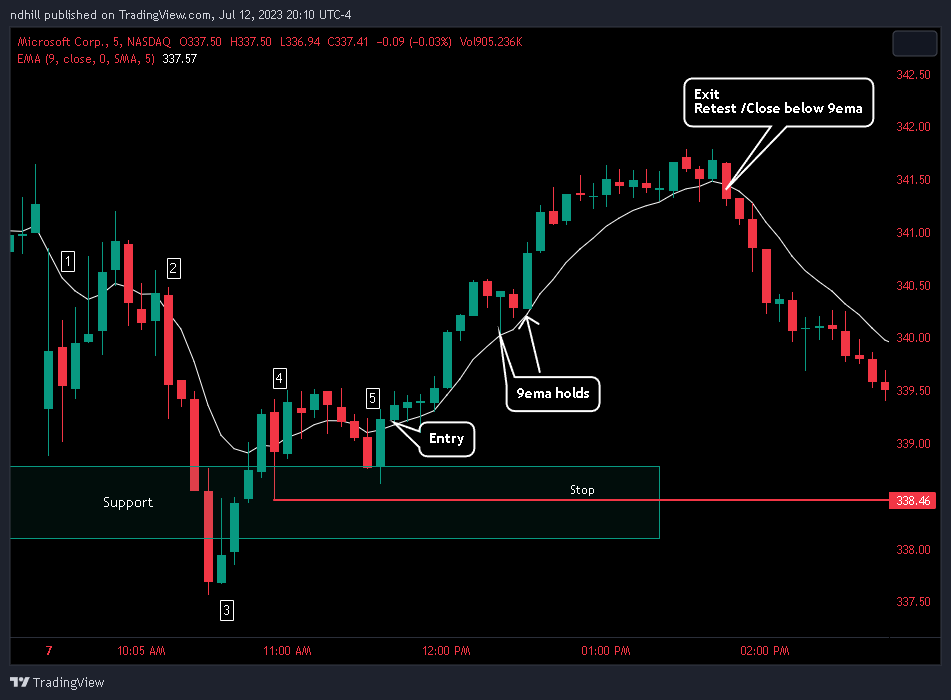 ndhill published on TradingView.com, Jul 12, 2023 20:10 UTC-4
Microsoft Corp., 5, NASDAQ O337.50 H337.50 L336.94 C337.41 −0.09 (−0.03%) Vol905.236K
EMA (9, close, 0, SMA, 5) 337.57
342.50
Exit
Retest /Close below 9ema
342.00
341.50
1
2
341.00
340.50
340.00
4
5
9ema holds
339.50
Entry
339.00
Support
Stop
338.46
338.00
3
337.50
7 10:05 AM 11:00 AM 12:00 PM 01:00 PM 02:00 PM
TradingView